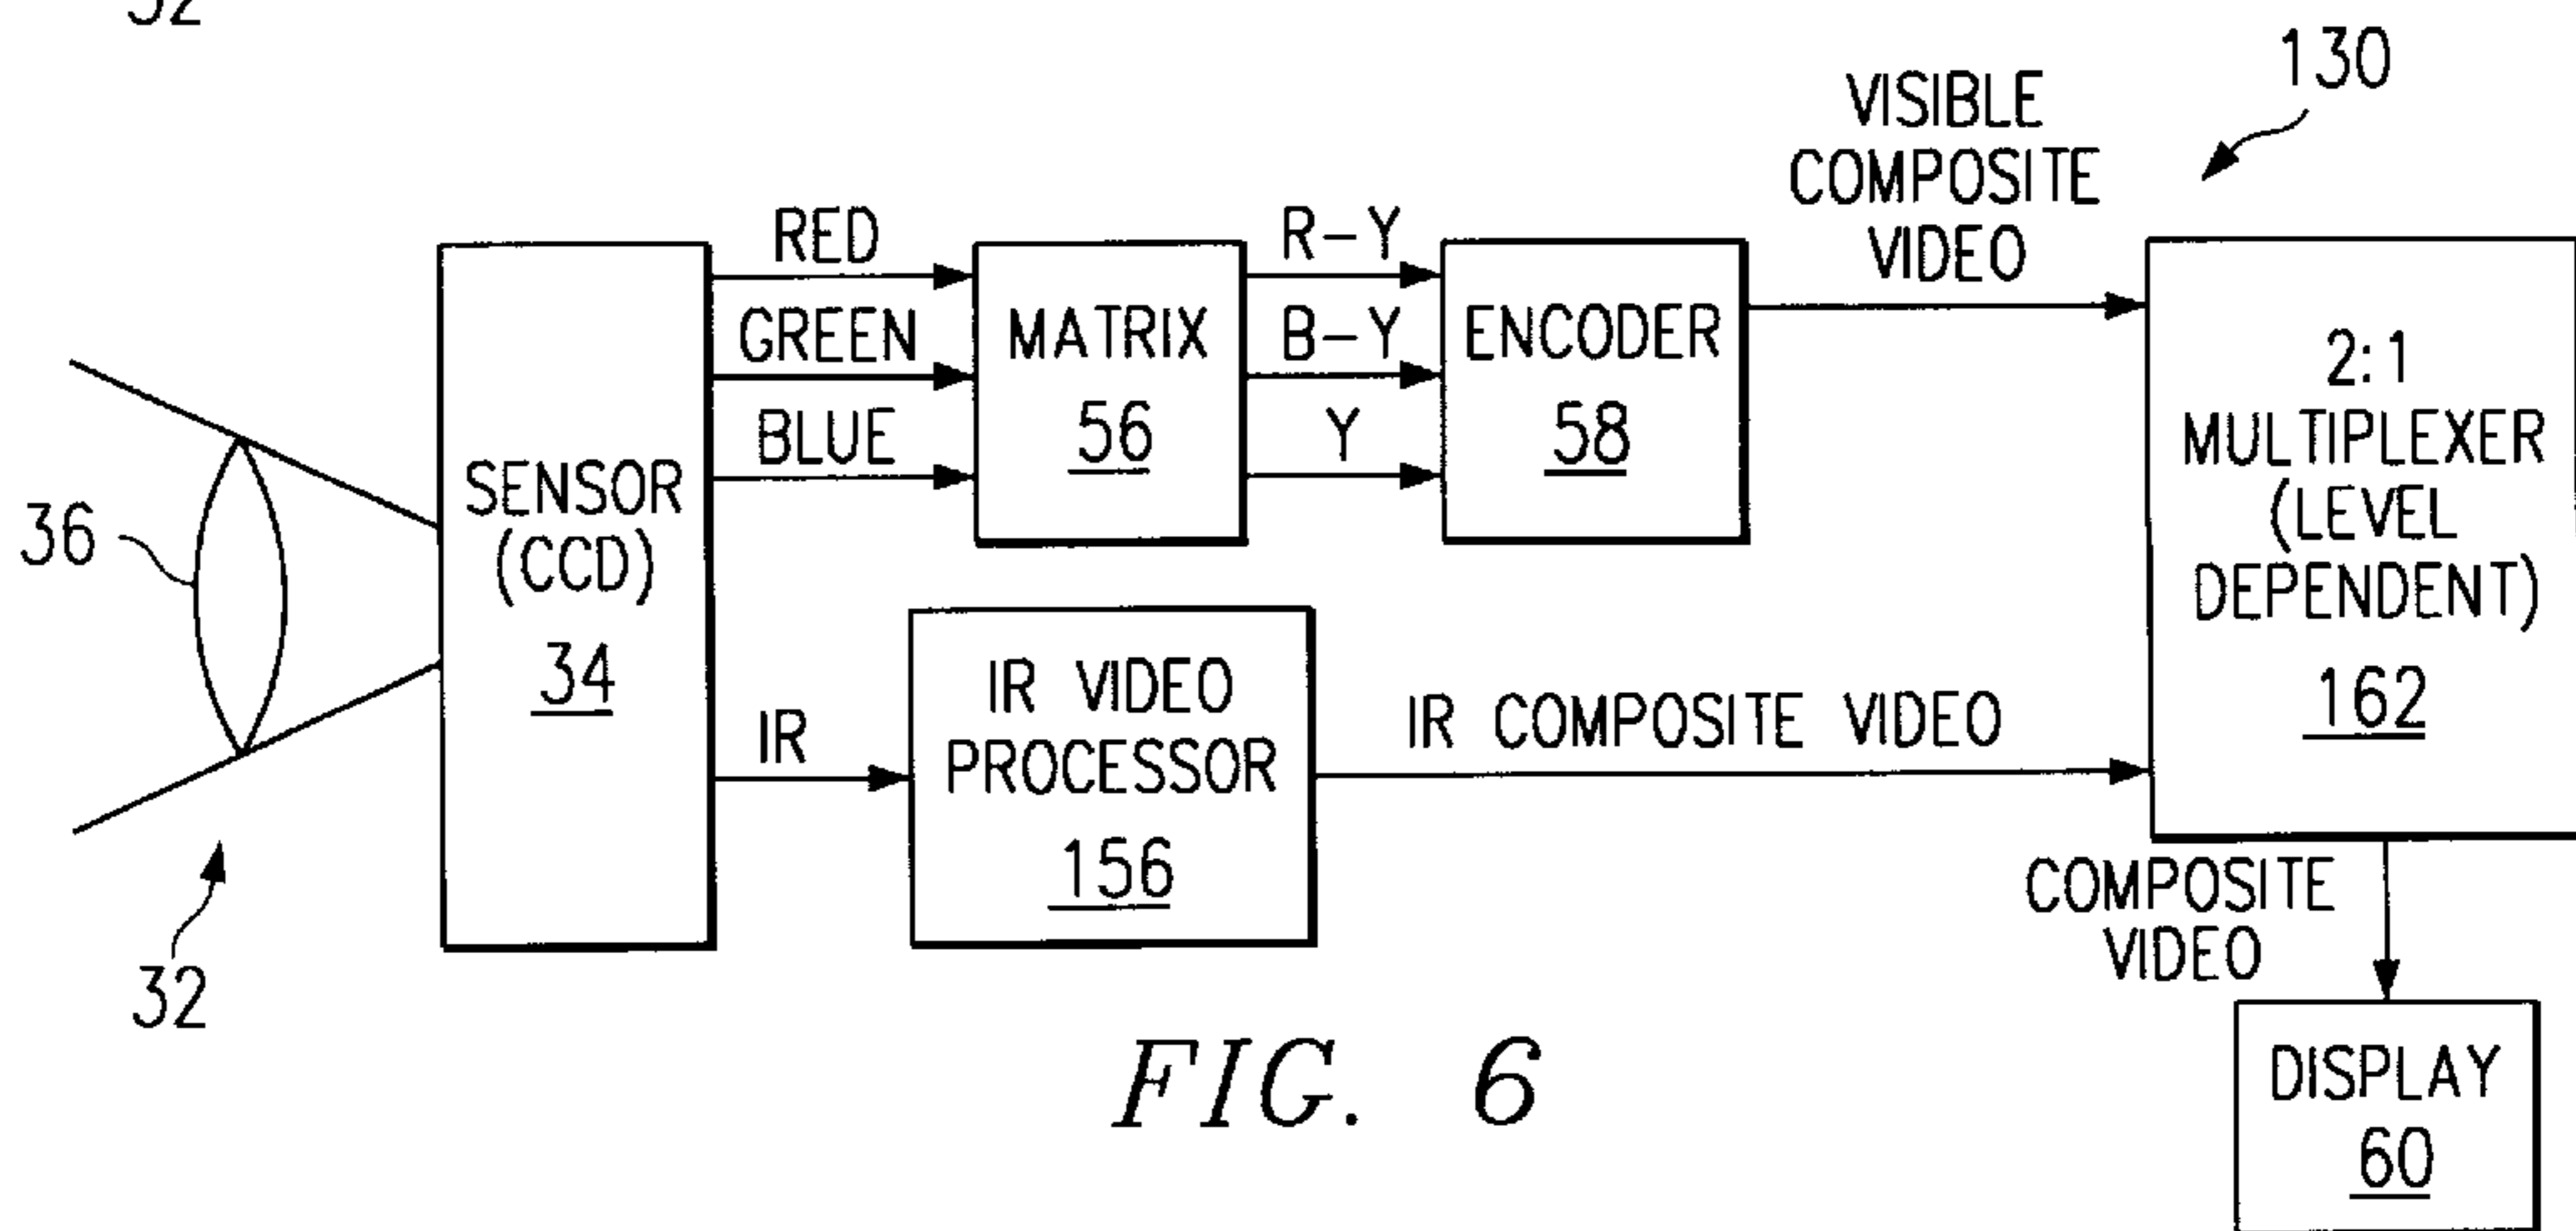 130
VISIBLE
COMPOSITE
VIDEO
RED
GREEN
BLUE
R-Y
B-Y
Y
MATRIX
56
ENCODER
58
2:1
MULTIPLEXER
(LEVEL
DEPENDENT)
162
36
SENSOR
(CCD)
34
IR
IR VIDEO
PROCESSOR
156
IR COMPOSITE VIDEO
32
COMPOSITE
VIDEO
DISPLAY
60
FIG. 6